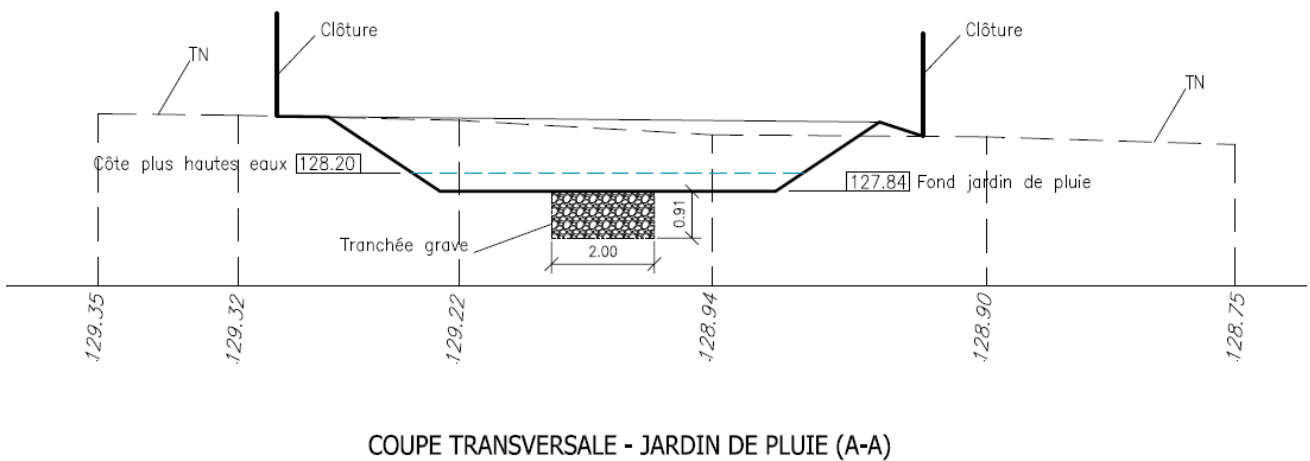 Clôture
Clôture
TN
TN
Côte plus hautes eaux 128.20
127.84 Fond jardin de pluie
0.91
Tranchée grave
2.00
129.35
129.32
129.22
128.94
128.90
128.75
COUPE TRANSVERSALE - JARDIN DE PLUIE (A-A)